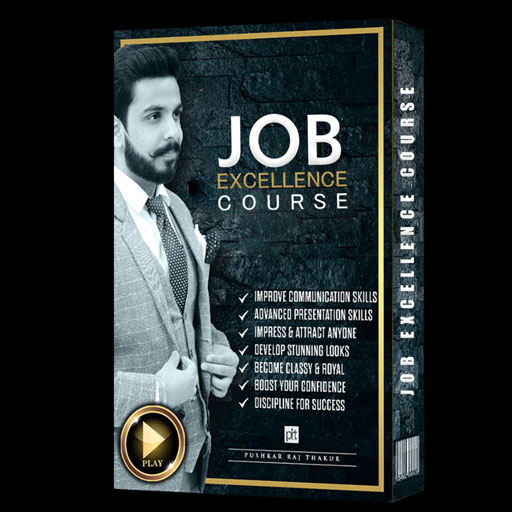 JOB
EXCELLENCE
COURSE
IMPROVE COMMUNICATION SKILLS
ADVANCED PRESENTATION SKILLS
IMPRESS & ATTRACT ANYONE
DEVELOP STUNNING LOOKS
BECOME CLASSY & ROYAL
BOOST YOUR CONFIDENCE
DISCIPLINE FOR SUCCESS
PLAY
prt
PUSHKAR RAJ THAKUR
JOB EXCELLENCE COURSE